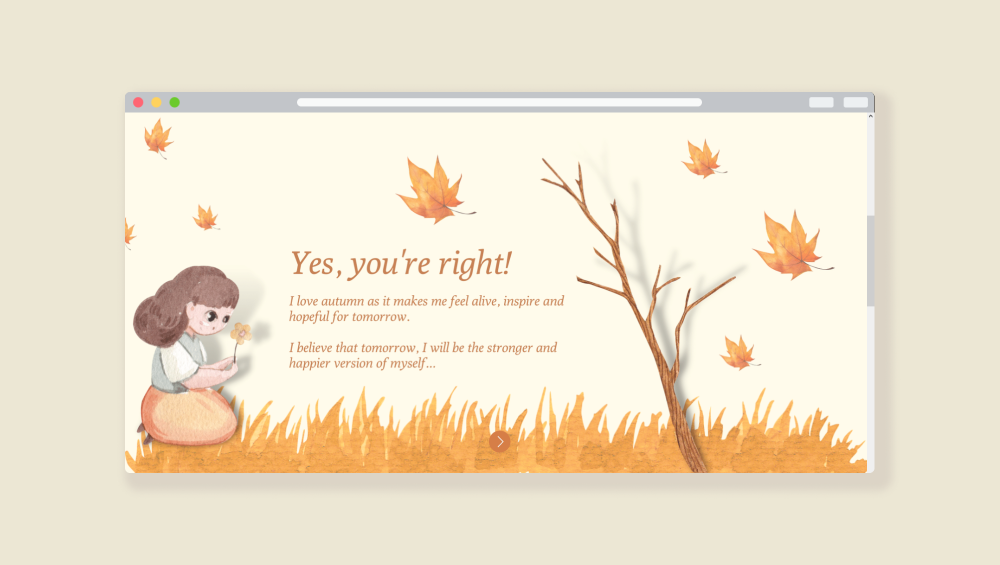 Yes, you're right!
I love autumn as it makes me feel alive, inspire and
hopeful for tomorrow.
I believe that tomorrow, I will be the stronger and
happier version of myself...